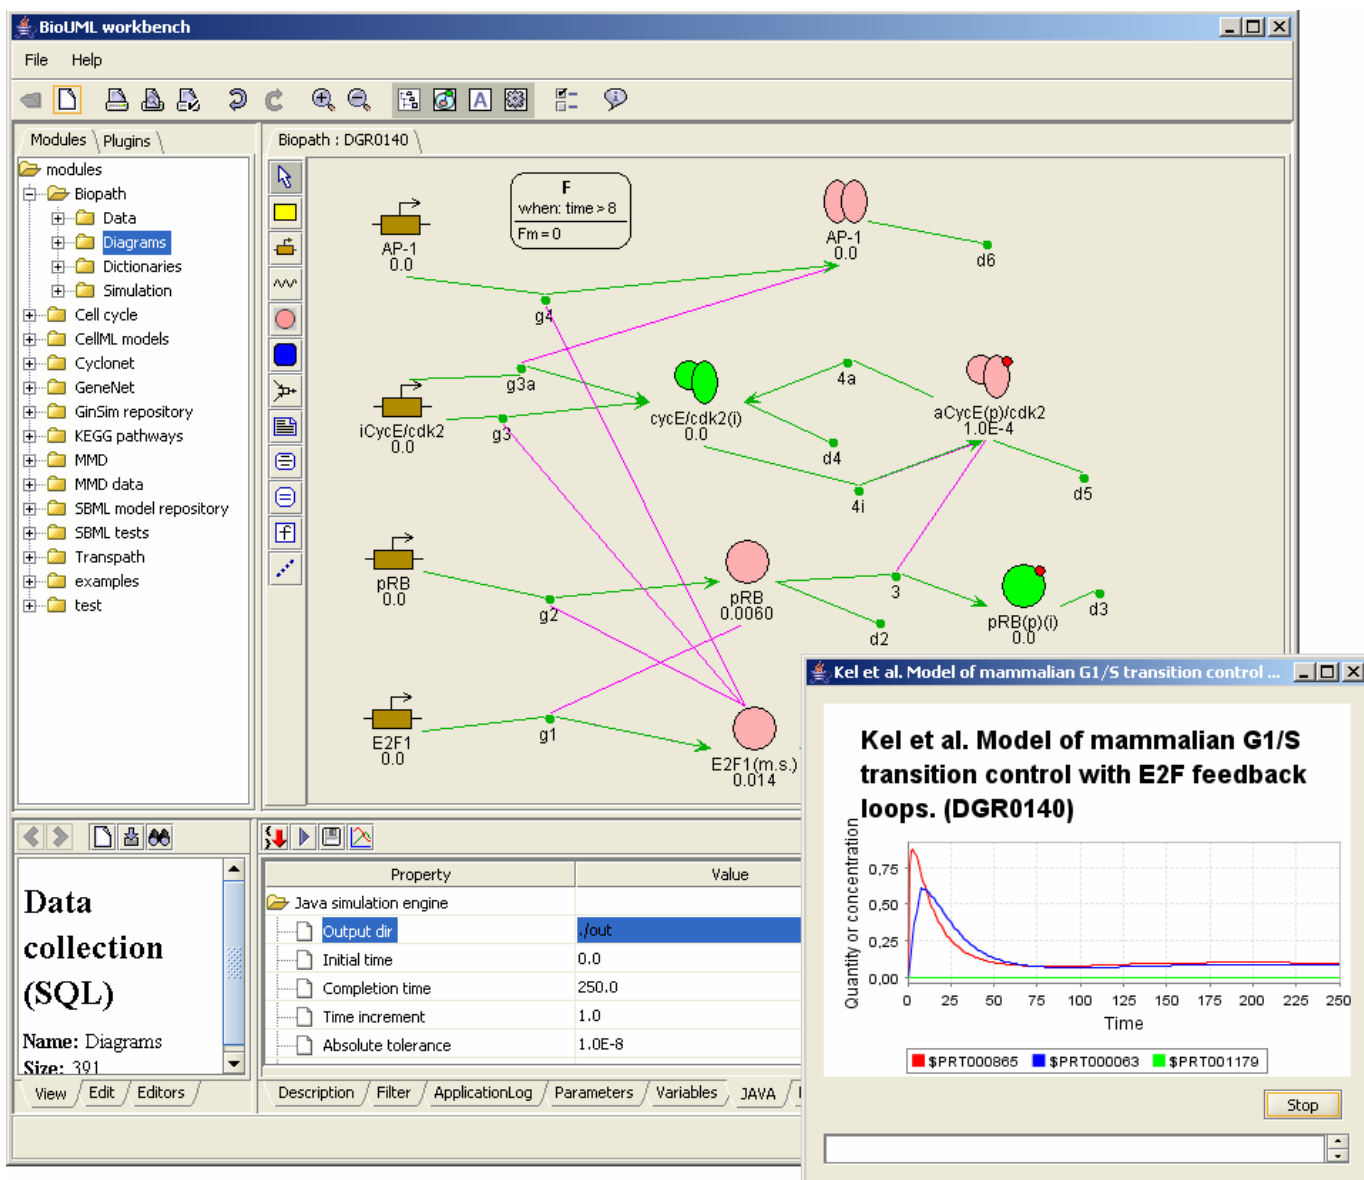 BioUML workbench
File Help
A
Modules Plugins
modules
Biopath
Data
Diagrams
Dictionaries
Simulation
Cell cycle
CellML models
Cyclonet
GeneNet
GinSim repository
KEGG pathways
MMD
MMD data
SBML model repository
SBML tests
Transpath
examples
test
Biopath : DGR0140
f
F
when: time > 8
Fm = 0
AP-1
0.0
AP-1
0.0
d6
g4
g3a
4a
iCycE/cdk2
0.0
g3
cycE/cdk2(i)
0.0
aCycE(p)/cdk2
1.0E-4
d4
d5
4i
pRB
0.0
g2
pRB
0.0060
3
d2
pRB(p)(i)
0.0
d3
E2F1
0.0
g1
E2F1(m.s.)
0.014
Data
collection
(SQL)
Name: Diagrams
Size: 391
View Edit Editors
Property Value
Java simulation engine
Output dir ./out
Initial time 0.0
Completion time 250.0
Time increment 1.0
Absolute tolerance 1.0E-8
Description Filter ApplicationLog Parameters Variables JAVA
Kel et al. Model of mammalian G1/S transition control ...
Kel et al. Model of mammalian G1/S
transition control with E2F feedback
loops. (DGR0140)
Quantity or concentration
0,75
0,50
0,25
0,00
0 25 50 75 100 125 150 175 200 225 250
Time
$PRT000865 $PRT000063 $PRT001179
Stop